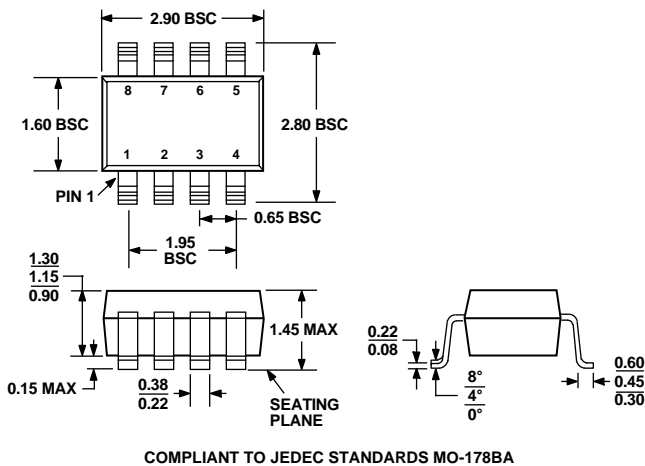 2.90 BSC
8 7 6 5
1.60 BSC
2.80 BSC
1 2 3 4
PIN 1
0.65 BSC
1.95
BSC
1.30
1.15
0.90
1.45 MAX
0.15 MAX
0.38
0.22
SEATING
PLANE
0.22
0.08
8°
4°
0°
0.60
0.45
0.30
COMPLIANT TO JEDEC STANDARDS MO-178BA